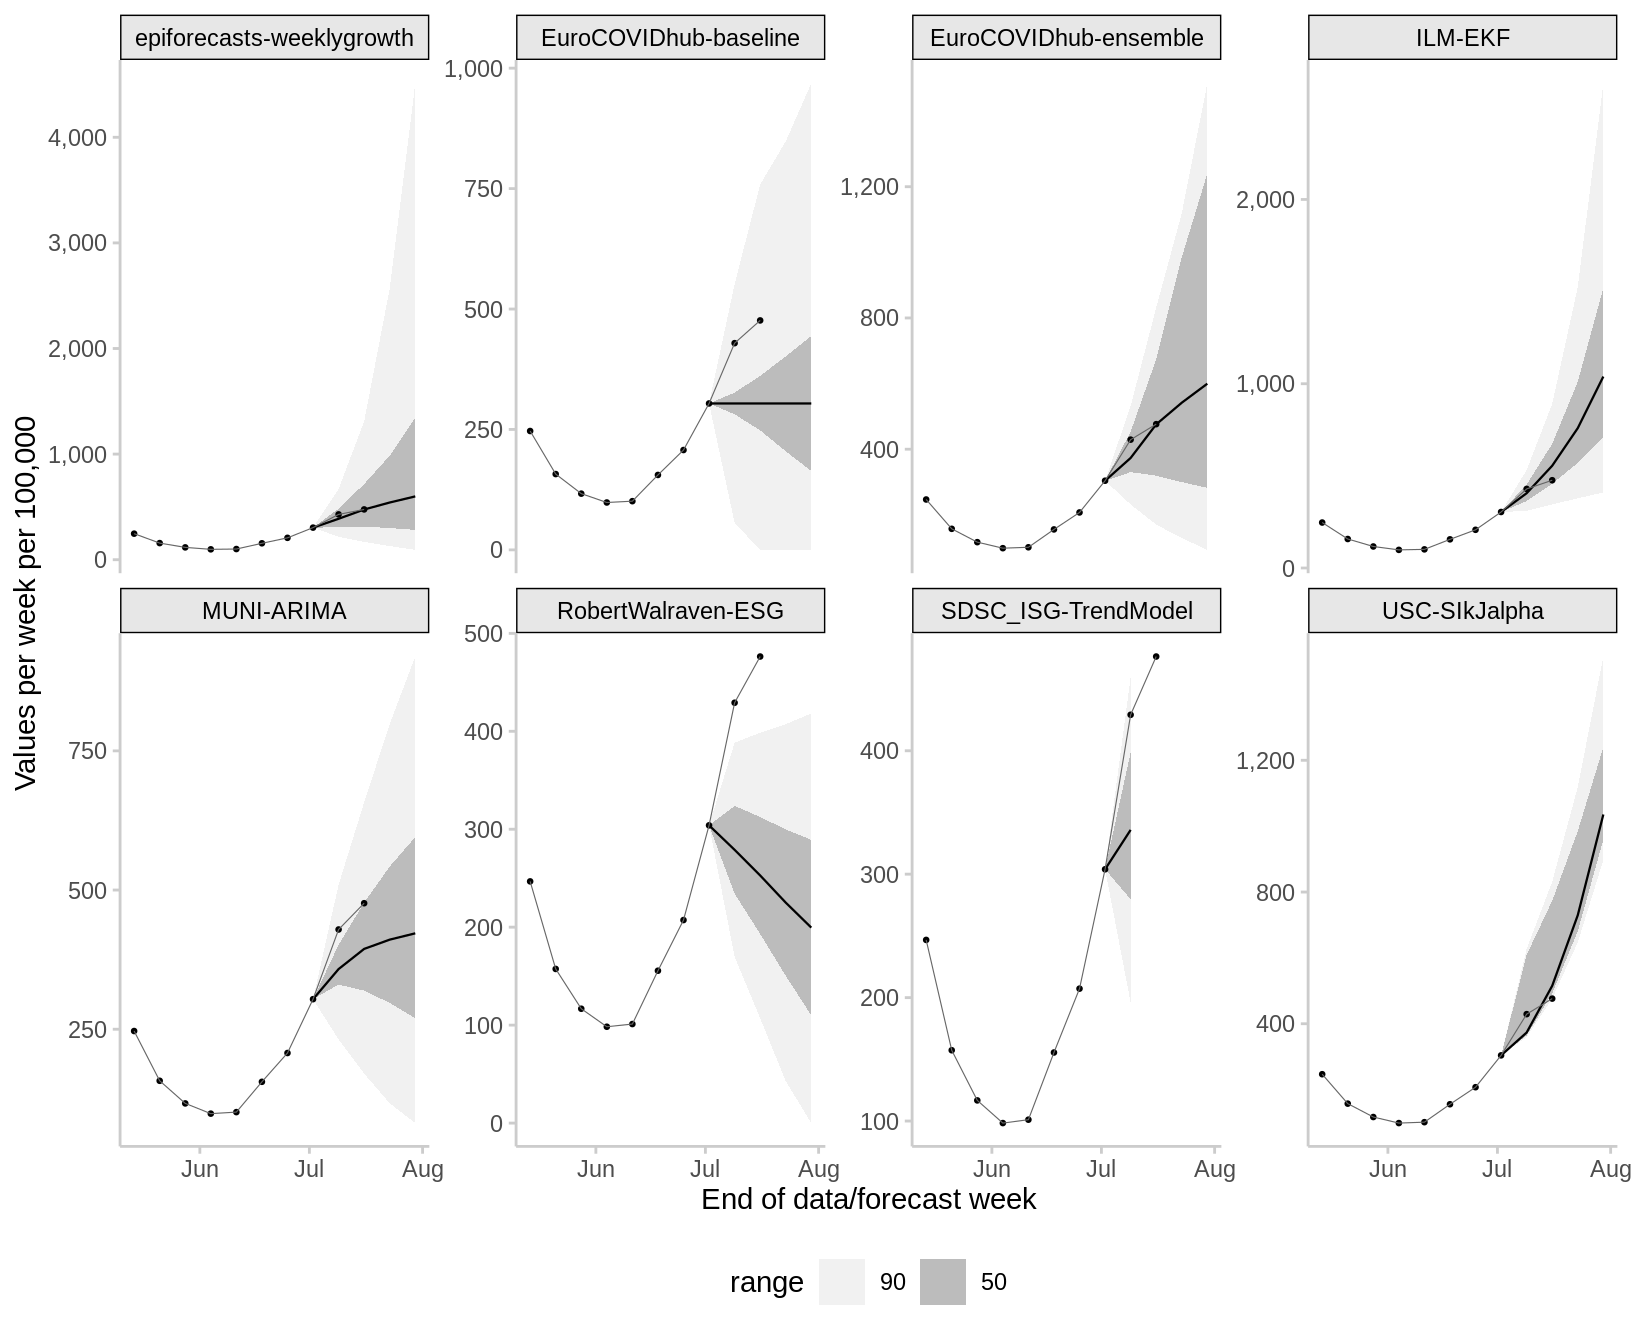 epiforecasts-weeklygrowth
EuroCOVIDhub-baseline
EuroCOVIDhub-ensemble
ILM-EKF
4,000
3,000
2,000
1,000
0
1,000
750
500
250
0
1,200
800
400
2,000
1,000
0
Values per week per 100,000
MUNI-ARIMA
RobertWalraven-ESG
SDSC_ISG-TrendModel
USC-SIkJalpha
750
500
250
500
400
300
200
100
0
400
300
200
100
1,200
800
400
Jun Jul Aug
Jun Jul Aug
Jun Jul Aug
Jun Jul Aug
End of data/forecast week
range 90 50